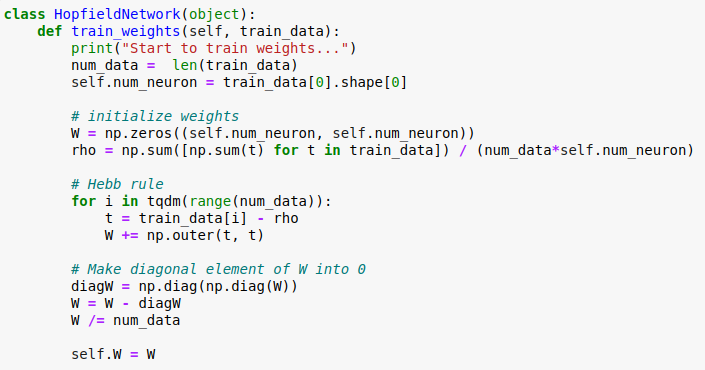 class HopfieldNetwork(object):
    def train_weights(self, train_data):
        print("Start to train weights...")
        num_data =  len(train_data)
        self.num_neuron = train_data[0].shape[0]

        # initialize weights
        W = np.zeros((self.num_neuron, self.num_neuron))
        rho = np.sum([np.sum(t) for t in train_data]) / (num_data*self.num_neuron)

        # Hebb rule
        for i in tqdm(range(num_data)):
            t = train_data[i] - rho
            W += np.outer(t, t)

        # Make diagonal element of W into 0
        diagW = np.diag(np.diag(W))
        W = W - diagW
        W /= num_data

        self.W = W